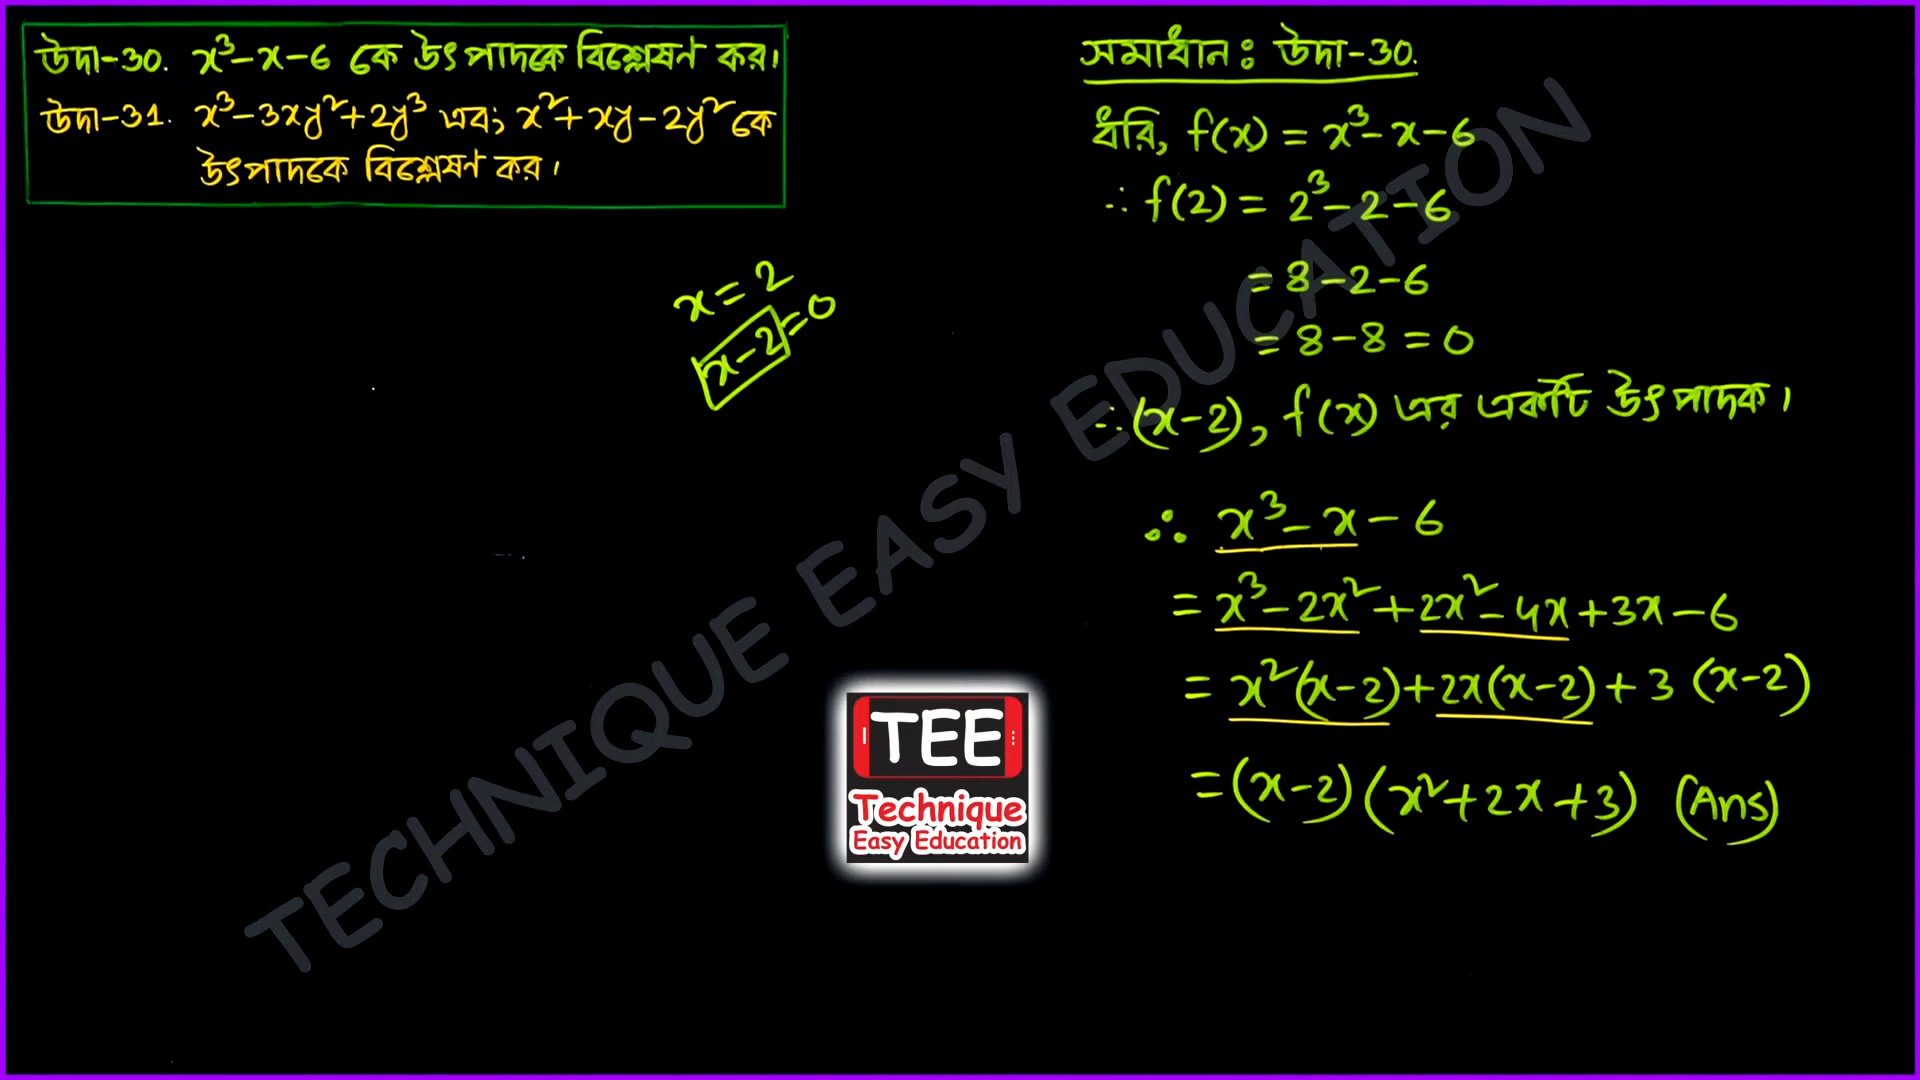 উদা-30. x³-x-6 কে উৎপাদকে বিশ্লেষণ কর।
উদা-31. x³-3xy²+2y³ এবং x²+xy-2y² কে
উৎপাদকে বিশ্লেষণ কর।
x=2
x-2=0
সমাধান: উদা-30.
ধরি, f(x) = x³-x-6
∴ f(2) = 2³-2-6
= 8-2-6
= 8-8 = 0
∴ (x-2), f(x) এর একটি উৎপাদক।
∴ x³-x-6
= x³-2x²+2x²-4x+3x-6
= x²(x-2)+2x(x-2)+3(x-2)
= (x-2)(x²+2x+3) (Ans)
TECHNIQUE EASY EDUCATION
TEE
Technique
Easy Education